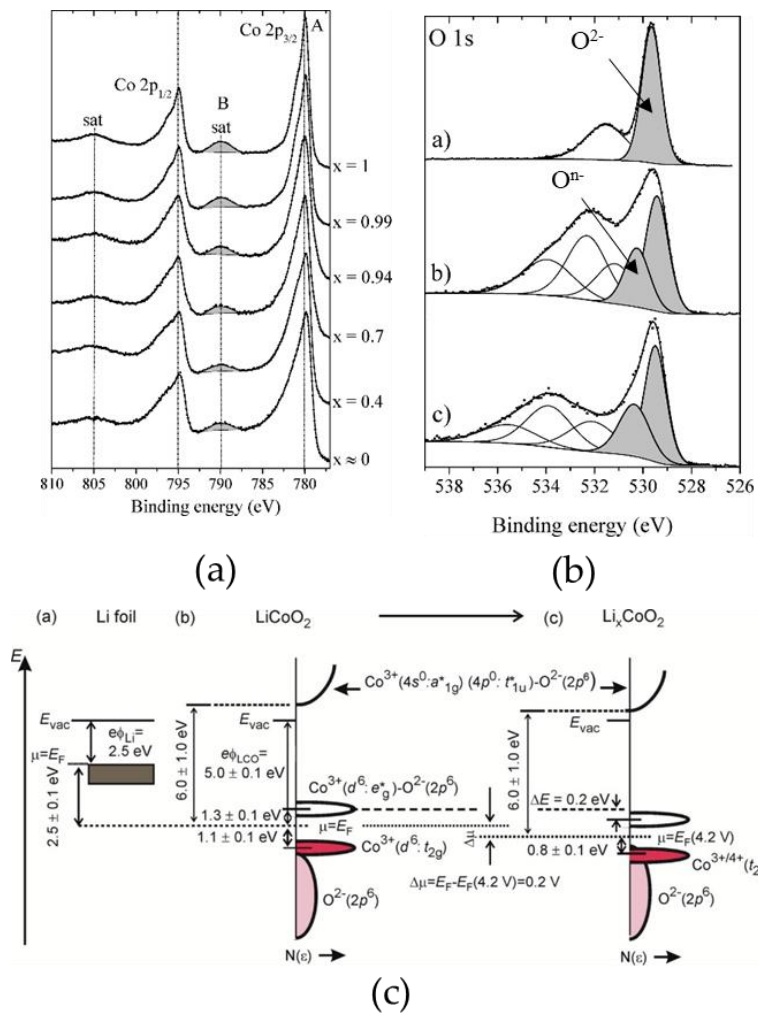 Co 2p3/2
A
Co 2p1/2
B
sat
sat
x = 1
x = 0.99
x = 0.94
x = 0.7
x = 0.4
x ≈ 0
810 805 800 795 790 785 780
Binding energy (eV)
(a)
O 1s
O2-
a)
On-
b)
c)
538 536 534 532 530 528 526
Binding energy (eV)
(b)
(a) Li foil (b) LiCoO2 (c) LixCoO2
E
Co3+(4s0:a*1g) (4p0: t*1u)-O2-(2p6)
Evac
eϕLi=
2.5 eV
μ=EF
2.5 ± 0.1 eV
6.0 ± 1.0 eV
Evac
eϕLCO=
5.0 ± 0.1 eV
Co3+(d6: e*g)-O2-(2p6)
1.3 ± 0.1 eV
μ=EF
1.1 ± 0.1 eV
Co3+(d6: t2g)
Δμ
Δμ=EF-EF(4.2 V)=0.2 V
O2-(2p6)
N(ε)
Evac
6.0 ± 1.0 eV
ΔE = 0.2 eV
μ=EF(4.2 V)
0.8 ± 0.1 eV
Co3+/4+(t2
O2-(2p6)
N(ε)
(c)